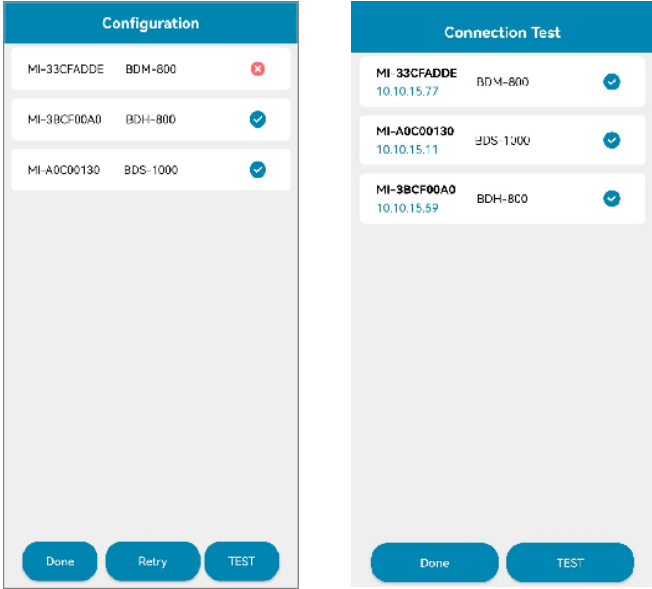 Configuration
MI-33CFADDE BDM-800
MI-3BCF00A0 BDH-800
MI-A0C00130 BDS-1000
Done Retry TEST
Connection Test
MI-33CFADDE BDM-800
10.10.15.77
MI-A0C00130 BDS-1000
10.10.15.11
MI-3BCF00A0 BDH-800
10.10.15.59
Done TEST